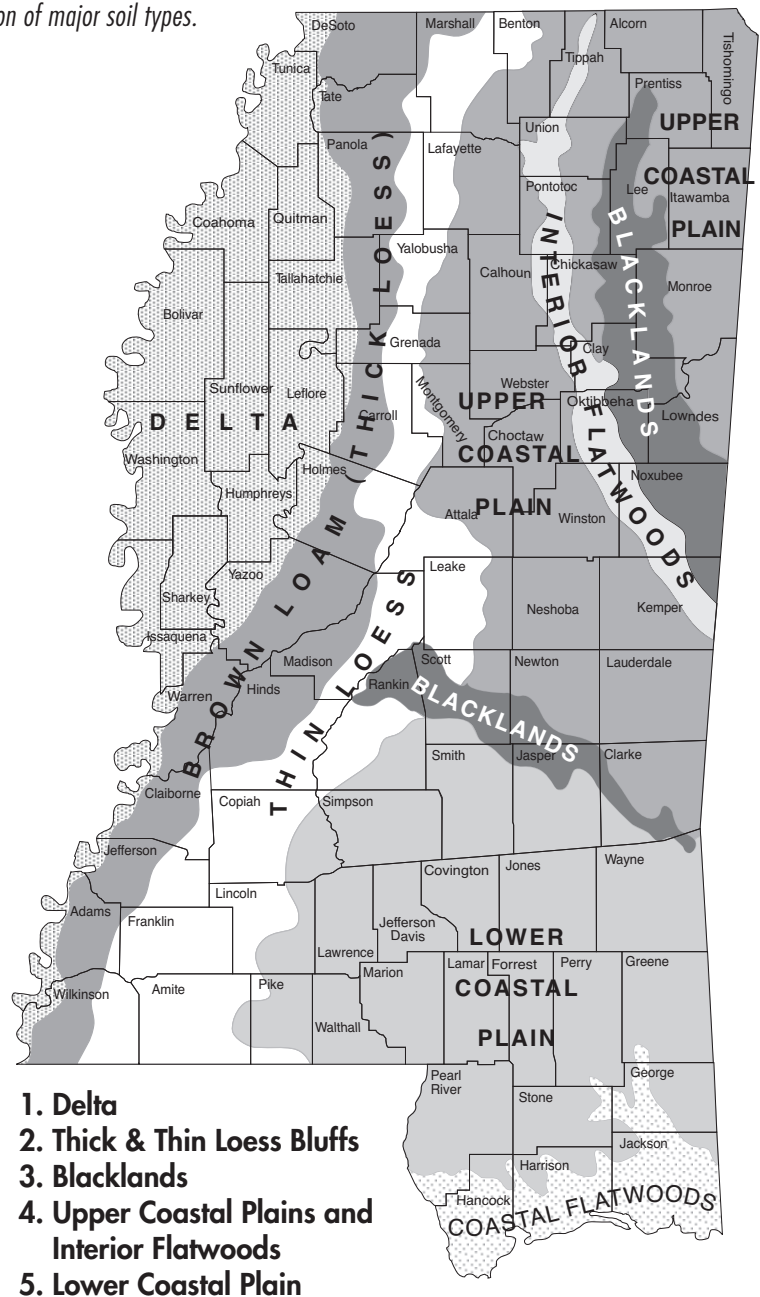 on of major soil types.
DeSoto
Marshall
Benton
Alcorn
Tippah
Tishomingo
Tunica
Tate
Prentiss
UPPER
COASTAL
PLAIN
Panola
Lafayette
Union
Pontotoc
Lee
Itawamba
Coahoma
Quitman
Yalobusha
Calhoun
Chickasaw
Monroe
Tallahatchie
Bolivar
Grenada
Clay
INTERIOR FLATWOODS
BLACKLANDS
Sunflower
Leflore
Carroll
Montgomery
Webster
UPPER
COASTAL
PLAIN
Oktibbeha
Lowndes
DELTA
Choctaw
Washington
Humphreys
Holmes
Noxubee
Attala
Winston
BROWN LOAM (THICK LOESS)
Yazoo
Leake
Sharkey
Neshoba
Kemper
Issaquena
Madison
Scott
Newton
Lauderdale
Warren
Hinds
Rankin
BLACKLANDS
THIN LOESS
Smith
Jasper
Clarke
Claiborne
Copiah
Simpson
Jefferson
Covington
Jones
Wayne
Lincoln
Adams
Franklin
Jefferson
Davis
Lawrence
LOWER
COASTAL
PLAIN
Marion
Lamar
Forrest
Perry
Greene
Wilkinson
Amite
Pike
Walthall
Pearl
River
George
Stone
Jackson
Harrison
Hancock
COASTAL FLATWOODS
1. Delta
2. Thick & Thin Loess Bluffs
3. Blacklands
4. Upper Coastal Plains and
Interior Flatwoods
5. Lower Coastal Plain